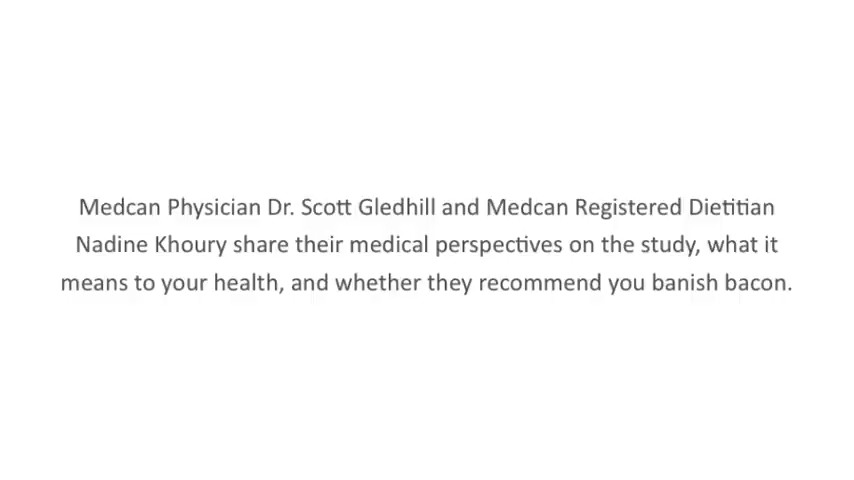 Medcan Physician Dr. Scott Gledhill and Medcan Registered Dietitian
Nadine Khoury share their medical perspectives on the study, what it
means to your health, and whether they recommend you banish bacon.